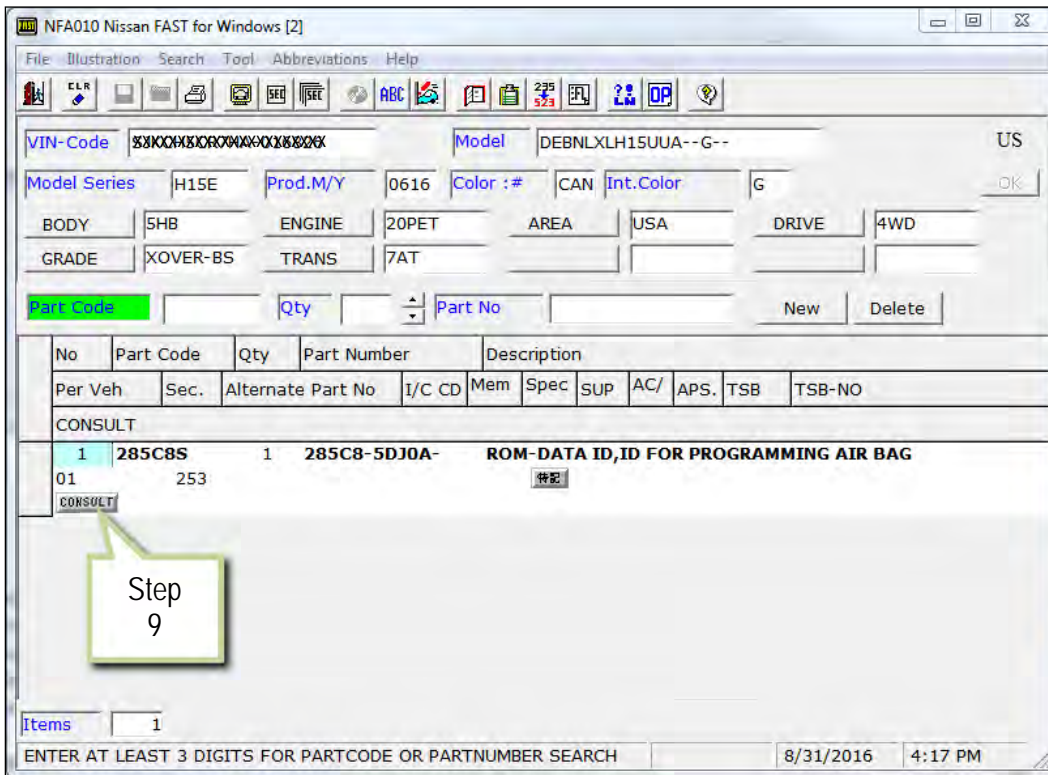 NFA010 Nissan FAST for Windows [2]
File Illustration Search Tool Abbreviations Help
CLR SEC SEC ABC 235 523 ?! LN OP
VIN-Code Model DEBNLXLH15UUA--G-- US
Model Series H15E Prod.M/Y 0616 Color :# CAN Int.Color G OK
BODY 5HB ENGINE 20PET AREA USA DRIVE 4WD
GRADE XOVER-BS TRANS 7AT
Part Code Qty Part No New Delete
No Part Code Qty Part Number Description
Per Veh Sec. Alternate Part No I/C CD Mem Spec SUP AC/ APS. TSB TSB-NO
CONSULT
1 285C8S 1 285C8-5DJ0A- ROM-DATA ID,ID FOR PROGRAMMING AIR BAG
01 253 特記
CONSULT
Step
9
Items 1
ENTER AT LEAST 3 DIGITS FOR PARTCODE OR PARTNUMBER SEARCH 8/31/2016 4:17 PM